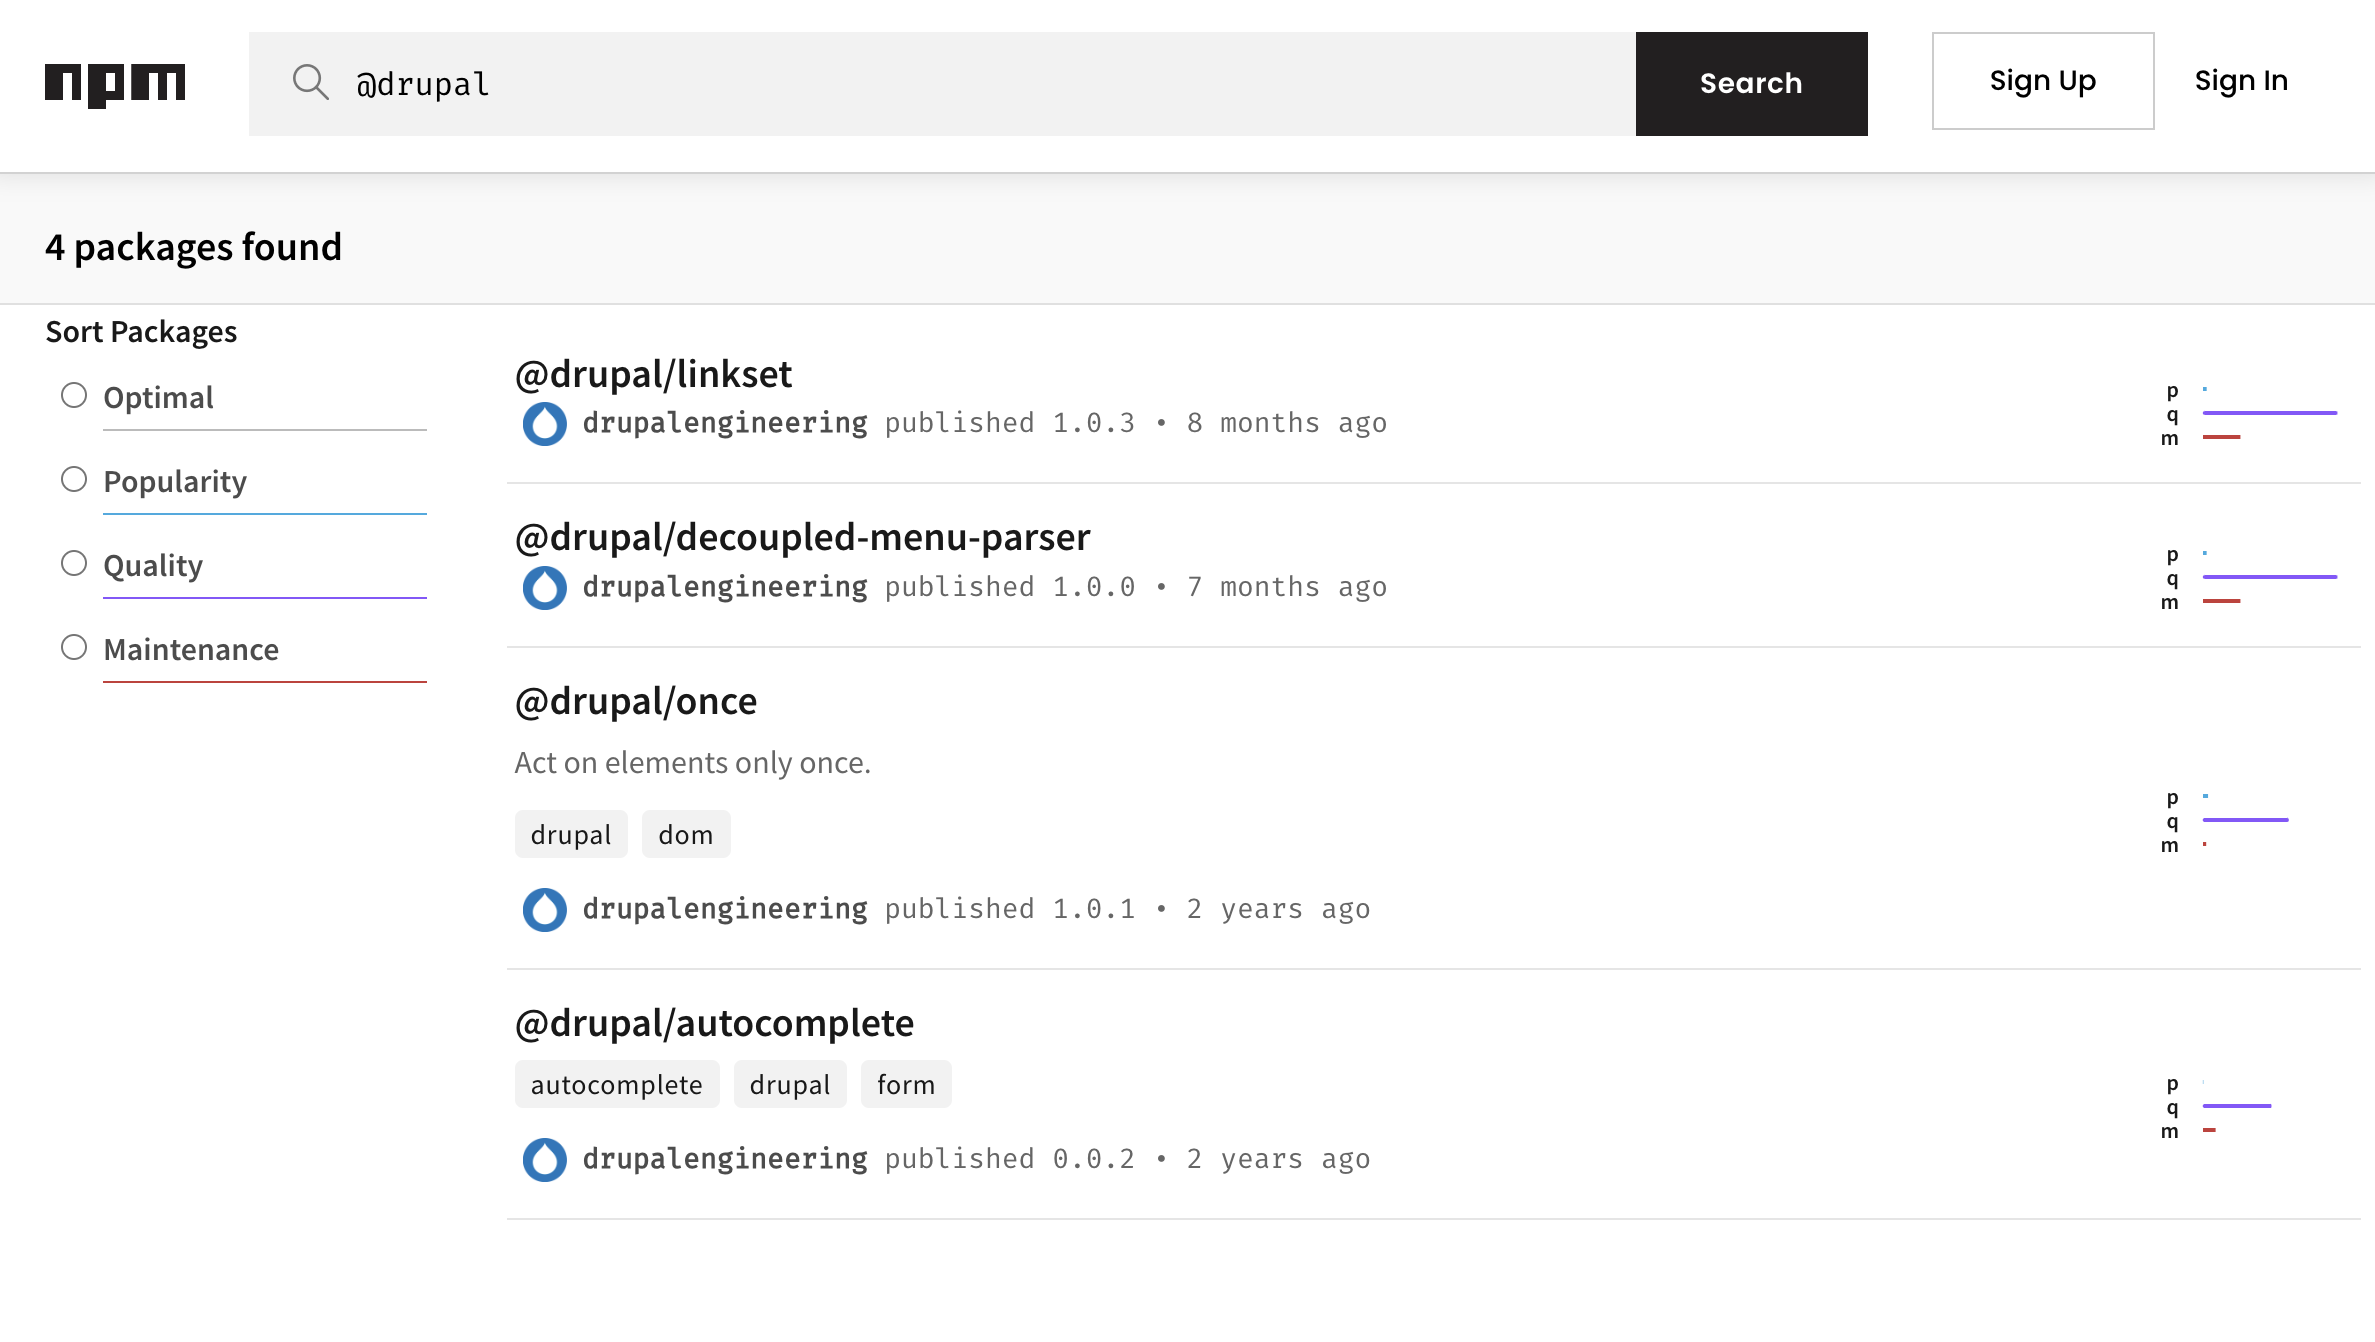 npm
@drupal
Search
Sign Up
Sign In
4 packages found
Sort Packages
Optimal
Popularity
Quality
Maintenance
@drupal/linkset
drupalengineering published 1.0.3 • 8 months ago
p
q
m
@drupal/decoupled-menu-parser
drupalengineering published 1.0.0 • 7 months ago
p
q
m
@drupal/once
Act on elements only once.
drupal dom
drupalengineering published 1.0.1 • 2 years ago
p
q
m
@drupal/autocomplete
autocomplete drupal form
drupalengineering published 0.0.2 • 2 years ago
p
q
m